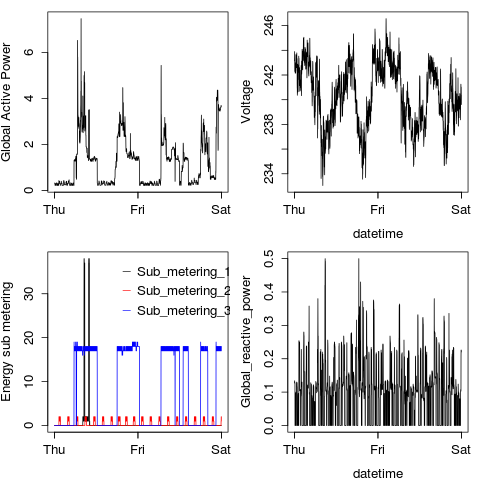 Global Active Power
6
4
2
0
Thu Fri Sat
Voltage
246
242
238
234
Thu Fri Sat
datetime
Energy sub metering
30
20
10
0
Sub_metering_1
Sub_metering_2
Sub_metering_3
Thu Fri Sat
Global_reactive_power
0.5
0.4
0.3
0.2
0.1
0.0
Thu Fri Sat
datetime